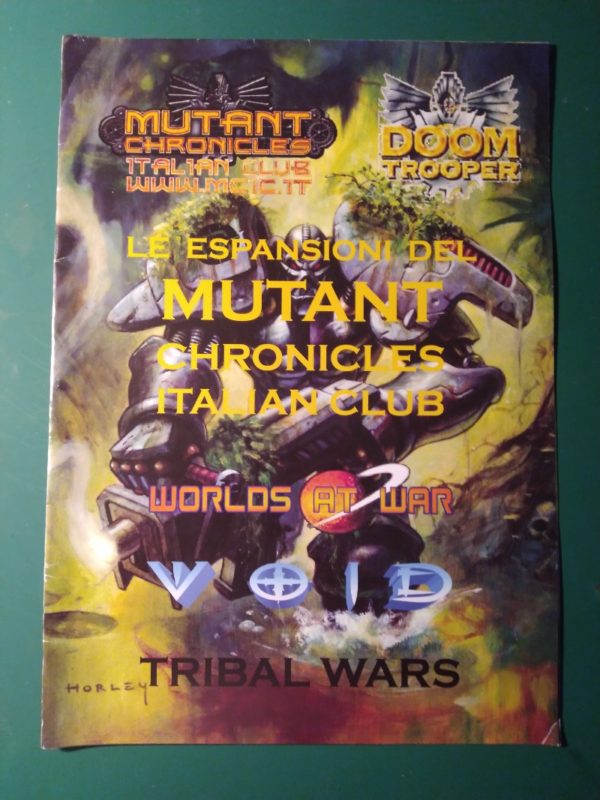 MUTANT
CHRONICLES
ITALIAN CLUB
WWW.MCIC.IT
DOOM
TROOPER
LE ESPANSIONI DEL
MUTANT
CHRONICLES
ITALIAN CLUB
WORLDS AT WAR
VOID
TRIBAL WARS
HORLEY